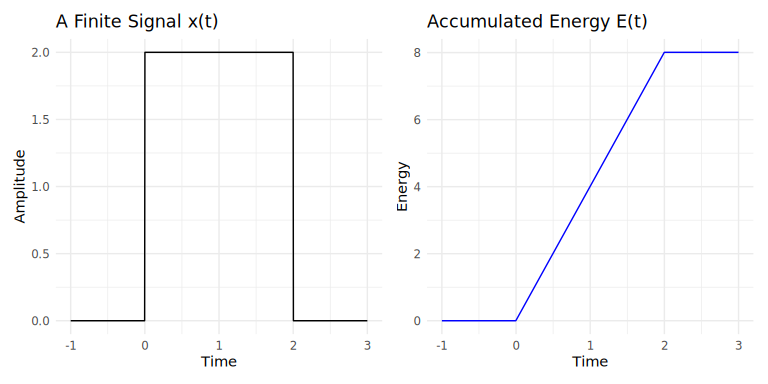 A Finite Signal x(t)
2.0
1.5
1.0
0.5
0.0
Amplitude
-1 0 1 2 3
Time
Accumulated Energy E(t)
8
6
4
2
0
Energy
-1 0 1 2 3
Time